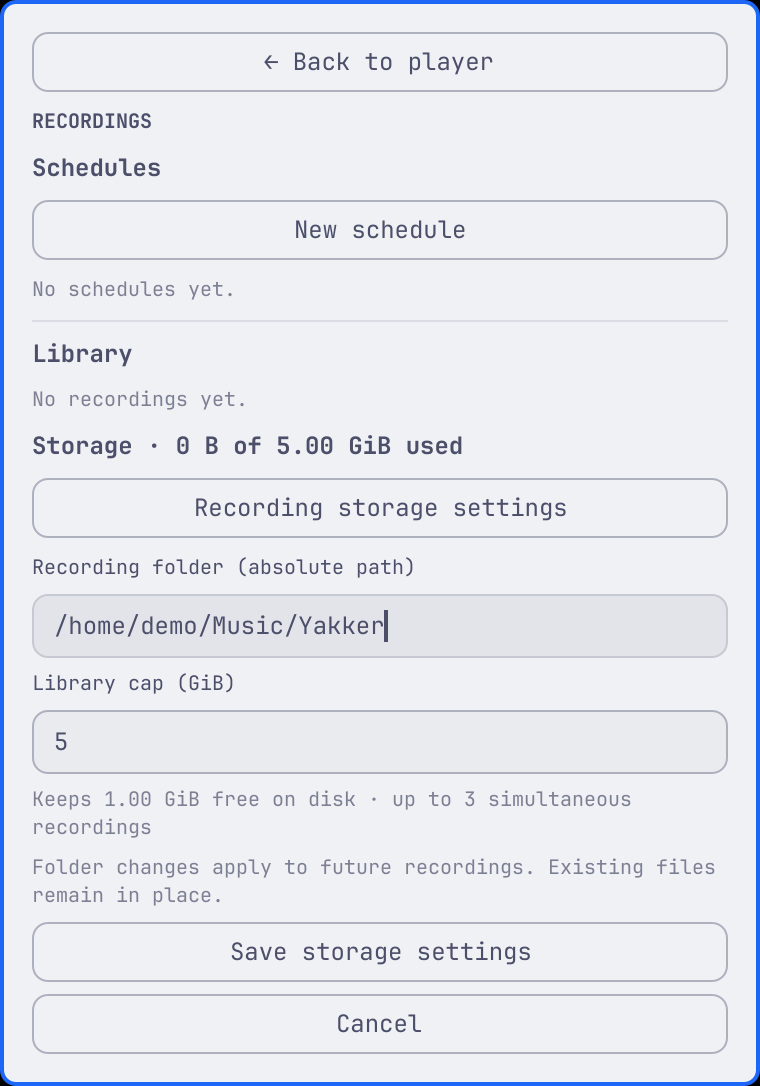 ← Back to player
RECORDINGS
Schedules
New schedule
No schedules yet.
Library
No recordings yet.
Storage · 0 B of 5.00 GiB used
Recording storage settings
Recording folder (absolute path)
/home/demo/Music/Yakker
Library cap (GiB)
5
Keeps 1.00 GiB free on disk · up to 3 simultaneous
recordings
Folder changes apply to future recordings. Existing files
remain in place.
Save storage settings
Cancel